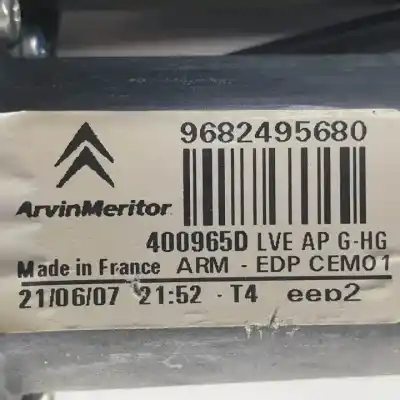 9682495680
ArvinMeritor
400965D LVE AP G-HG
Made in France ARM - EDP CEM01
21/06/07 21:52 - T4 eep2